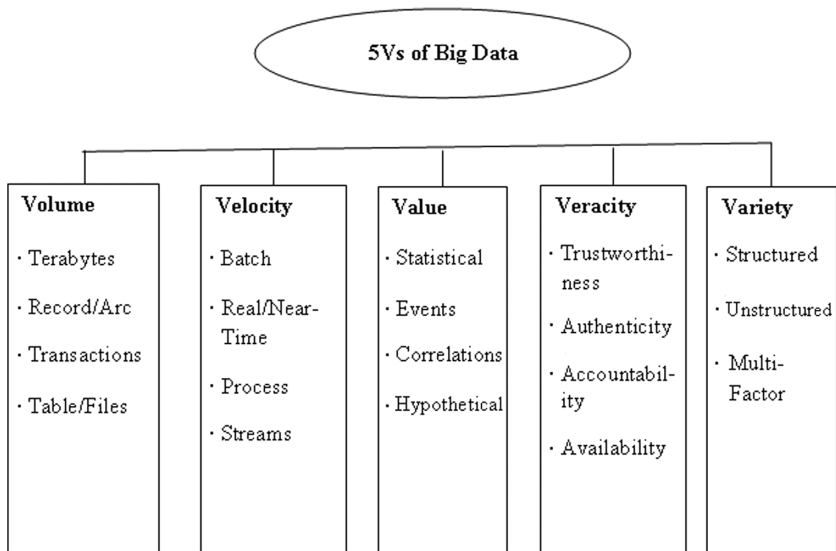 5Vs of Big Data
Volume
· Terabytes
· Record/Arc
· Transactions
· Table/Files
Velocity
· Batch
· Real/Near-
Time
· Process
· Streams
Value
· Statistical
· Events
· Correlations
· Hypothetical
Veracity
· Trustworthi-
ness
· Authenticity
· Accountabil-
ity
· Availability
Variety
· Structured
· Unstructured
· Multi-
Factor